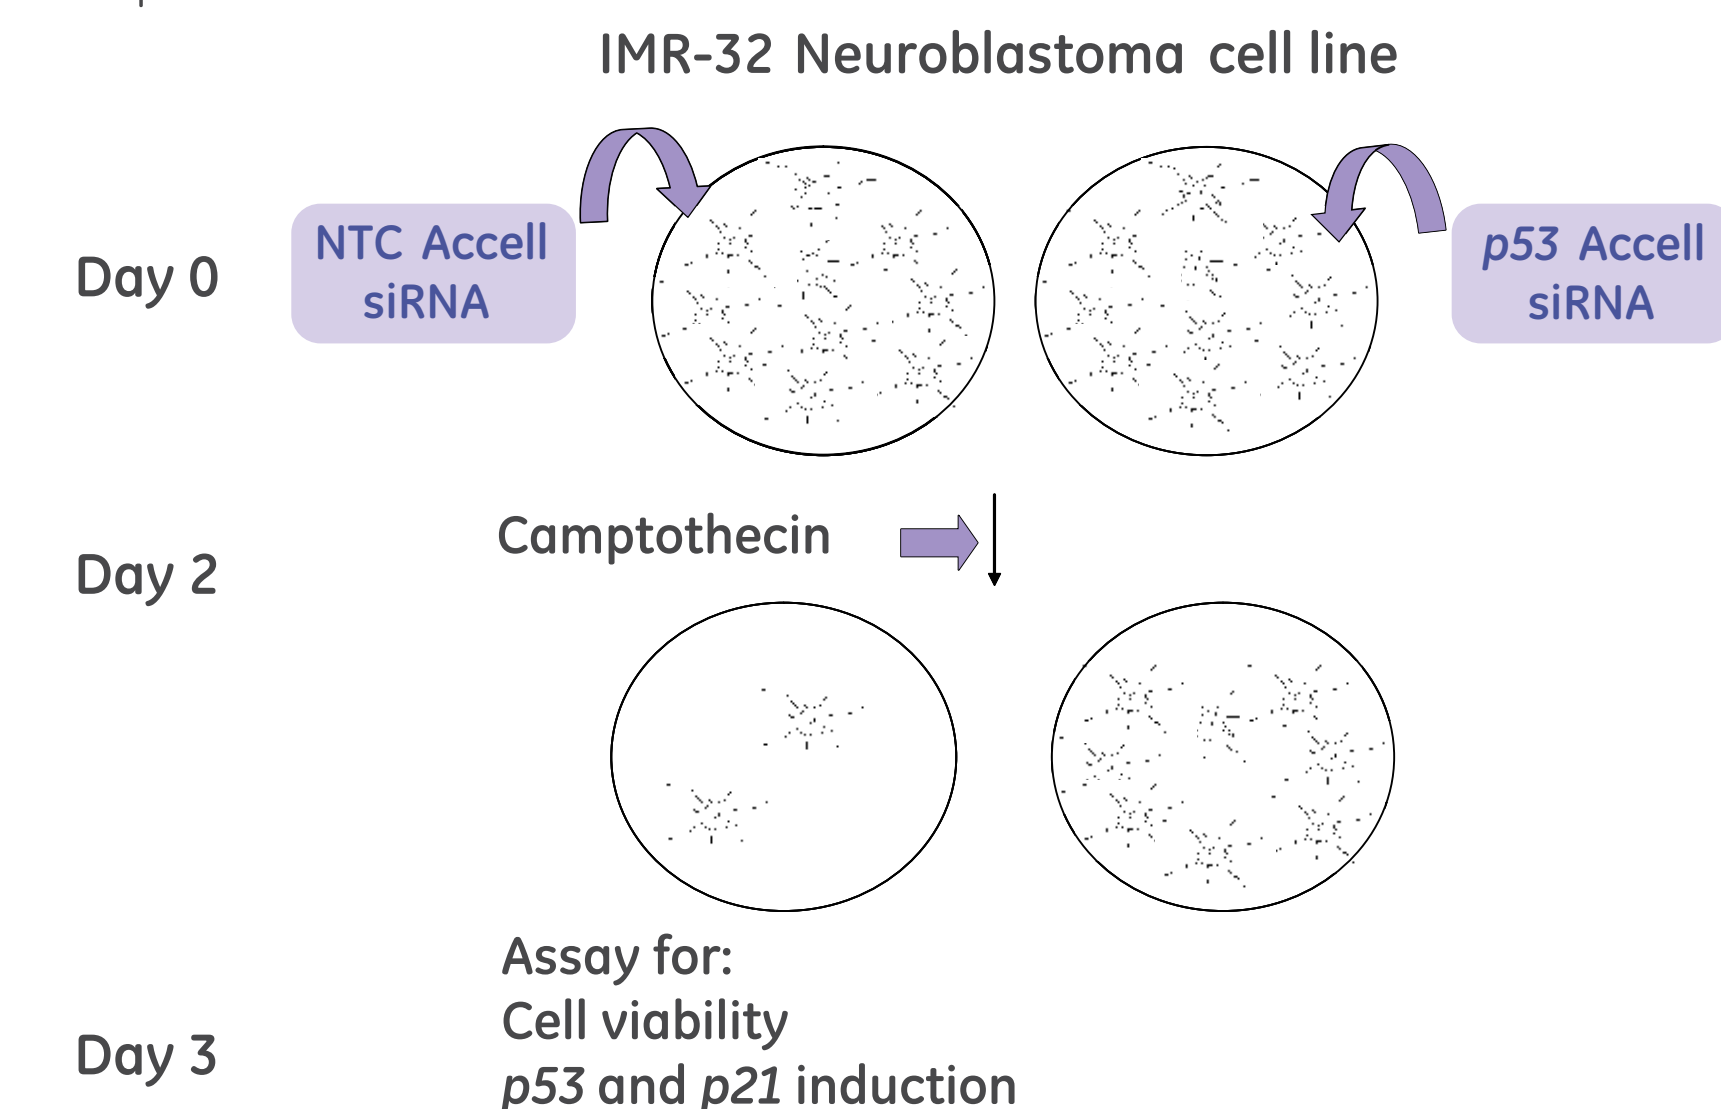 IMR-32 Neuroblastoma cell line
NTC Accell
siRNA
p53 Accell
siRNA
Day 0
Camptothecin
Day 2
Assay for:
Cell viability
Day 3
p53 and p21 induction